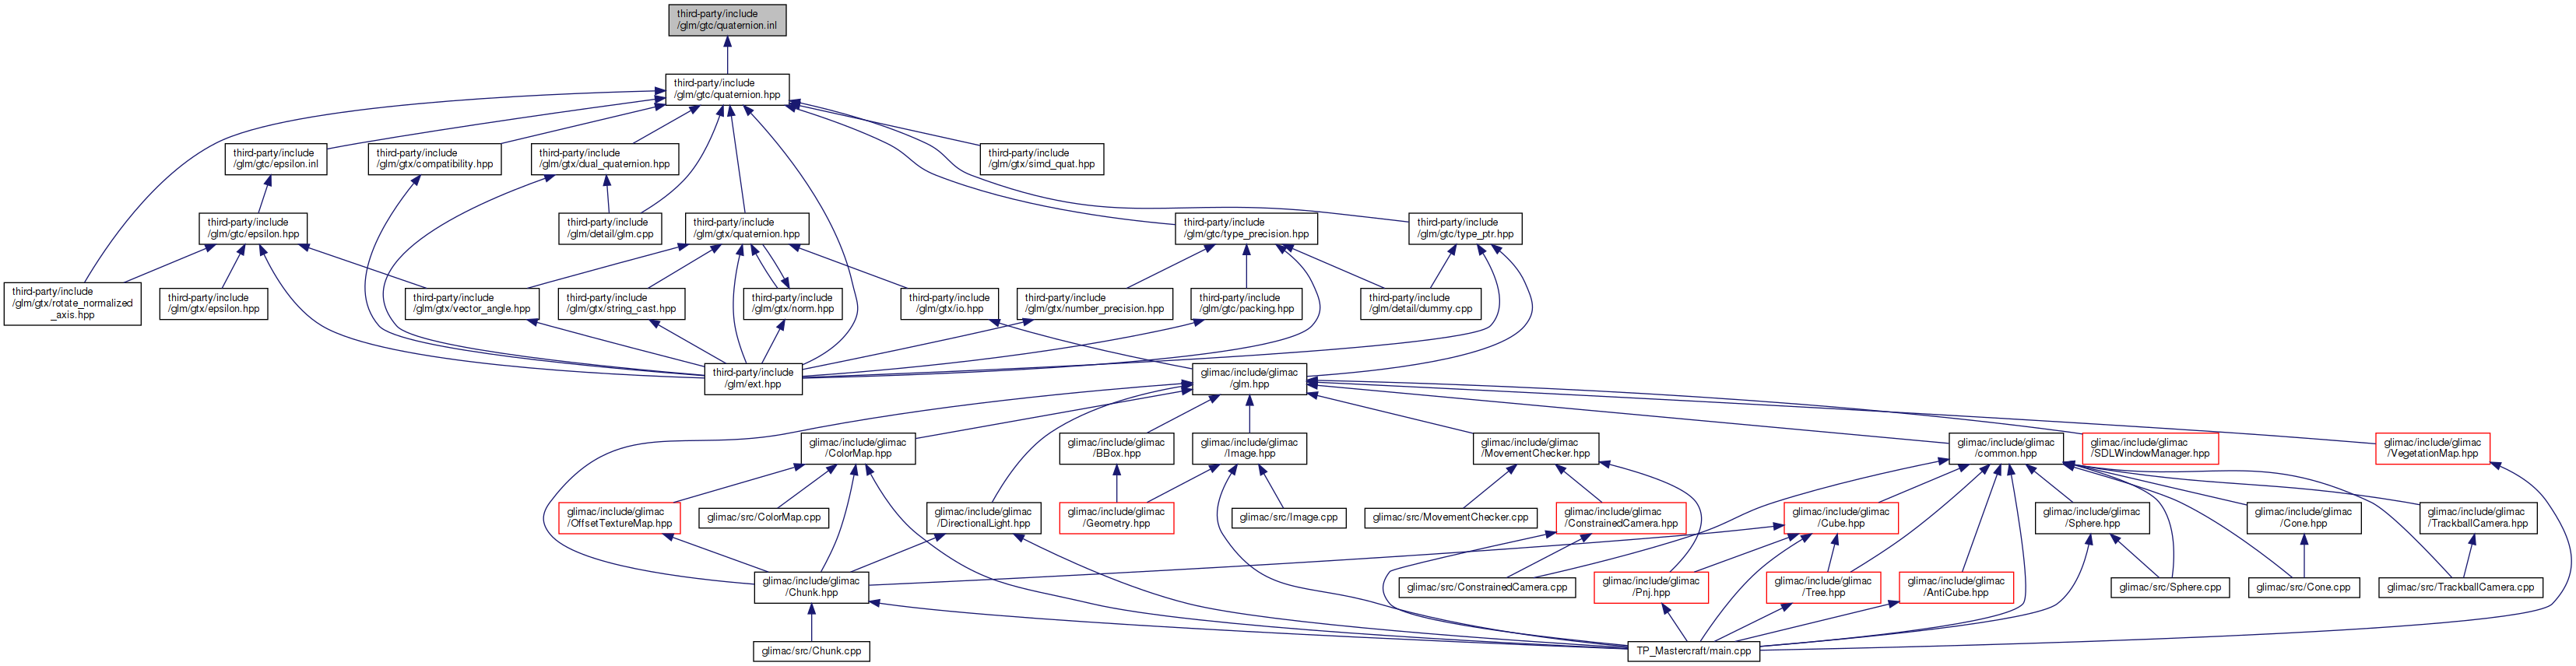 third-party/include
/glm/gtc/quaternion.inl
third-party/include
/glm/gtc/quaternion.hpp
third-party/include
/glm/gtc/epsilon.inl
third-party/include
/glm/gtx/compatibility.hpp
third-party/include
/glm/gtx/dual_quaternion.hpp
third-party/include
/glm/gtx/simd_quat.hpp
third-party/include
/glm/gtc/epsilon.hpp
third-party/include
/glm/detail/glm.cpp
third-party/include
/glm/gtx/quaternion.hpp
third-party/include
/glm/gtc/type_precision.hpp
third-party/include
/glm/gtc/type_ptr.hpp
third-party/include
/glm/gtx/rotate_normalized
_axis.hpp
third-party/include
/glm/gtx/epsilon.hpp
third-party/include
/glm/gtx/vector_angle.hpp
third-party/include
/glm/gtx/string_cast.hpp
third-party/include
/glm/gtx/norm.hpp
third-party/include
/glm/gtx/io.hpp
third-party/include
/glm/gtx/number_precision.hpp
third-party/include
/glm/gtc/packing.hpp
third-party/include
/glm/detail/dummy.cpp
third-party/include
/glm/ext.hpp
glimac/include/glimac
/glm.hpp
glimac/include/glimac
/ColorMap.hpp
glimac/include/glimac
/BBox.hpp
glimac/include/glimac
/Image.hpp
glimac/include/glimac
/MovementChecker.hpp
glimac/include/glimac
/common.hpp
glimac/include/glimac
/SDLWindowManager.hpp
glimac/include/glimac
/VegetationMap.hpp
glimac/include/glimac
/OffsetTextureMap.hpp
glimac/src/ColorMap.cpp
glimac/include/glimac
/DirectionalLight.hpp
glimac/include/glimac
/Geometry.hpp
glimac/src/Image.cpp
glimac/src/MovementChecker.cpp
glimac/include/glimac
/ConstrainedCamera.hpp
glimac/include/glimac
/Cube.hpp
glimac/include/glimac
/Sphere.hpp
glimac/include/glimac
/Cone.hpp
glimac/include/glimac
/TrackballCamera.hpp
glimac/include/glimac
/Chunk.hpp
glimac/src/ConstrainedCamera.cpp
glimac/include/glimac
/Pnj.hpp
glimac/include/glimac
/Tree.hpp
glimac/include/glimac
/AntiCube.hpp
glimac/src/Sphere.cpp
glimac/src/Cone.cpp
glimac/src/TrackballCamera.cpp
glimac/src/Chunk.cpp
TP_Mastercraft/main.cpp